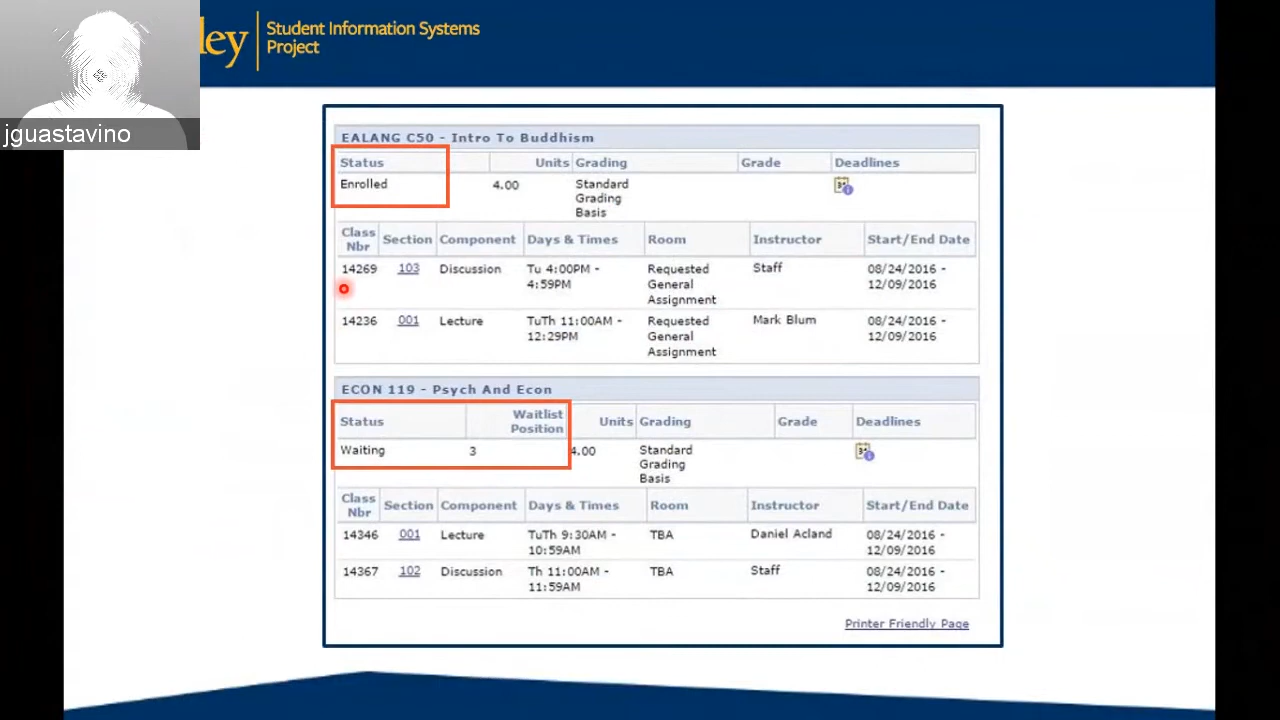 ley
Student Information Systems
Project
jguastavino
EALANG C50 - Intro To Buddhism
Status Units Grading Grade Deadlines
Enrolled 4.00 Standard
Grading
Basis
Class
Nbr Section Component Days & Times Room Instructor Start/End Date
14269 103 Discussion Tu 4:00PM - Requested Staff 08/24/2016 -
4:59PM General 12/09/2016
Assignment
14236 001 Lecture TuTh 11:00AM - Requested Mark Blum 08/24/2016 -
12:29PM General 12/09/2016
Assignment
ECON 119 - Psych And Econ
Status Waitlist
Position Units Grading Grade Deadlines
Waiting 3 4.00 Standard
Grading
Basis
Class
Nbr Section Component Days & Times Room Instructor Start/End Date
14346 001 Lecture TuTh 9:30AM - TBA Daniel Acland 08/24/2016 -
10:59AM 12/09/2016
14367 102 Discussion Th 11:00AM - TBA Staff 08/24/2016 -
11:59AM 12/09/2016
Printer Friendly Page